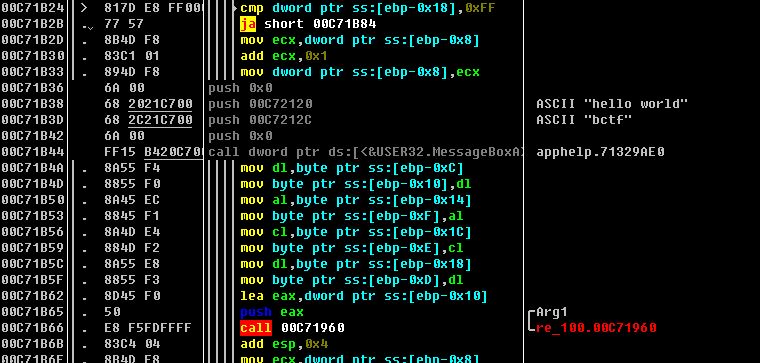 00C71B24 > 817D E8 FF000 cmp dword ptr ss:[ebp-0x18],0xFF
00C71B2B .⌄ 77 57 ja short 00C71B84
00C71B2D . 8B4D F8 mov ecx,dword ptr ss:[ebp-0x8]
00C71B30 . 83C1 01 add ecx,0x1
00C71B33 . 894D F8 mov dword ptr ss:[ebp-0x8],ecx
00C71B36 6A 00 push 0x0
00C71B38 68 2021C700 push 00C72120 ASCII "hello world"
00C71B3D 68 2C21C700 push 00C7212C ASCII "bctf"
00C71B42 6A 00 push 0x0
00C71B44 FF15 B420C700 call dword ptr ds:[<&USER32.MessageBoxA> apphelp.71329AE0
00C71B4A . 8A55 F4 mov dl,byte ptr ss:[ebp-0xC]
00C71B4D . 8855 F0 mov byte ptr ss:[ebp-0x10],dl
00C71B50 . 8A45 EC mov al,byte ptr ss:[ebp-0x14]
00C71B53 . 8845 F1 mov byte ptr ss:[ebp-0xF],al
00C71B56 . 8A4D E4 mov cl,byte ptr ss:[ebp-0x1C]
00C71B59 . 884D F2 mov byte ptr ss:[ebp-0xE],cl
00C71B5C . 8A55 E8 mov dl,byte ptr ss:[ebp-0x18]
00C71B5F . 8855 F3 mov byte ptr ss:[ebp-0xD],dl
00C71B62 . 8D45 F0 lea eax,dword ptr ss:[ebp-0x10]
00C71B65 . 50 push eax Arg1
00C71B66 . E8 F5FDFFFF call 00C71960 re_100.00C71960
00C71B6B . 83C4 04 add esp,0x4
00C71B6E . 8B4D F8 mov ecx,dword ptr ss:[ebp-0x8]